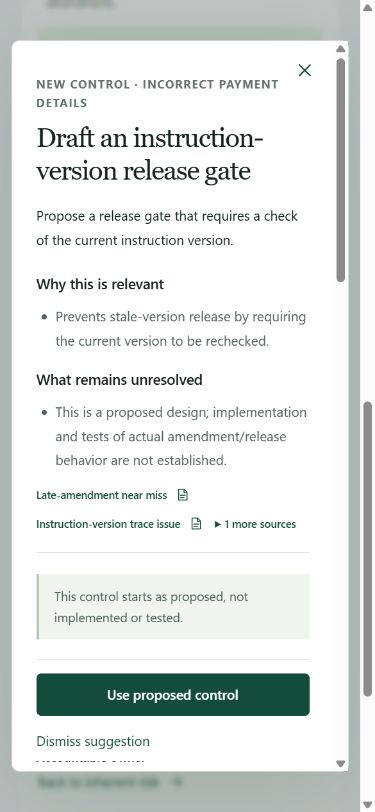 NEW CONTROL · INCORRECT PAYMENT
DETAILS
Draft an instruction-
version release gate
Propose a release gate that requires a check
of the current instruction version.
Why this is relevant
• Prevents stale-version release by requiring
the current version to be rechecked.
What remains unresolved
• This is a proposed design; implementation
and tests of actual amendment/release
behavior are not established.
Late-amendment near miss
Instruction-version trace issue ▸ 1 more sources
This control starts as proposed, not
implemented or tested.
Use proposed control
Dismiss suggestion
Back to inherent risk →